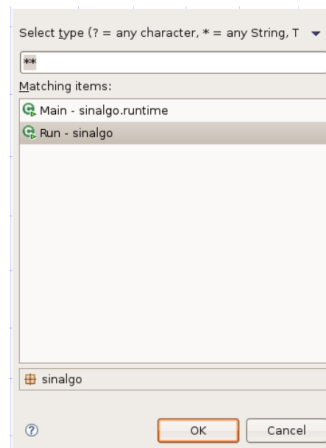 Select type (? = any character, * = any String, T
**
Matching items:
Main - sinalgo.runtime
Run - sinalgo
sinalgo
OK
Cancel